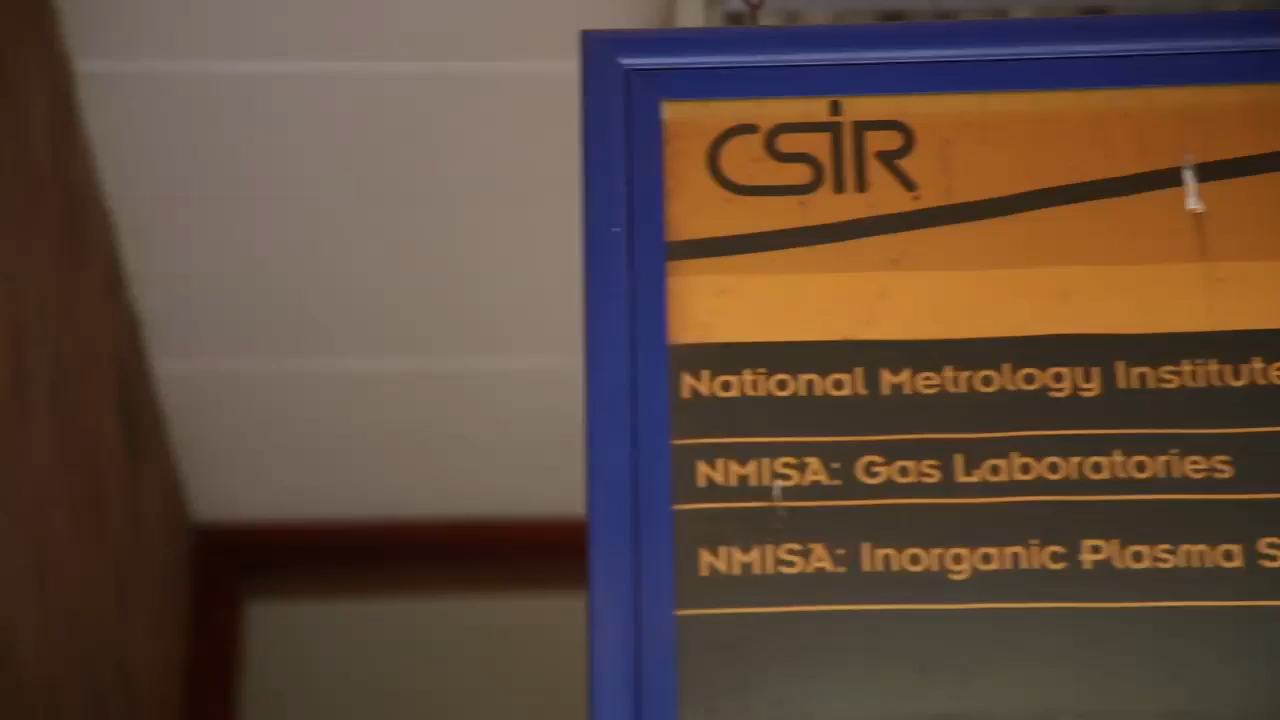 CSIR
National Metrology Institute
NMISA: Gas Laboratories
NMISA: Inorganic Plasma